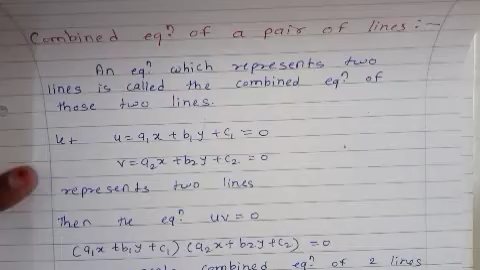 Combined eqn of a pair of lines :-
An eqn which represents two
lines is called the combined eqn of
those two lines.
Let u = a₁x + b₁y + c₁ = 0
v = a₂x + b₂y + c₂ = 0
represents two lines
Then the eqn uv = 0
(a₁x + b₁y + c₁) (a₂x + b₂y + c₂) = 0
combined eqn of 2 lines